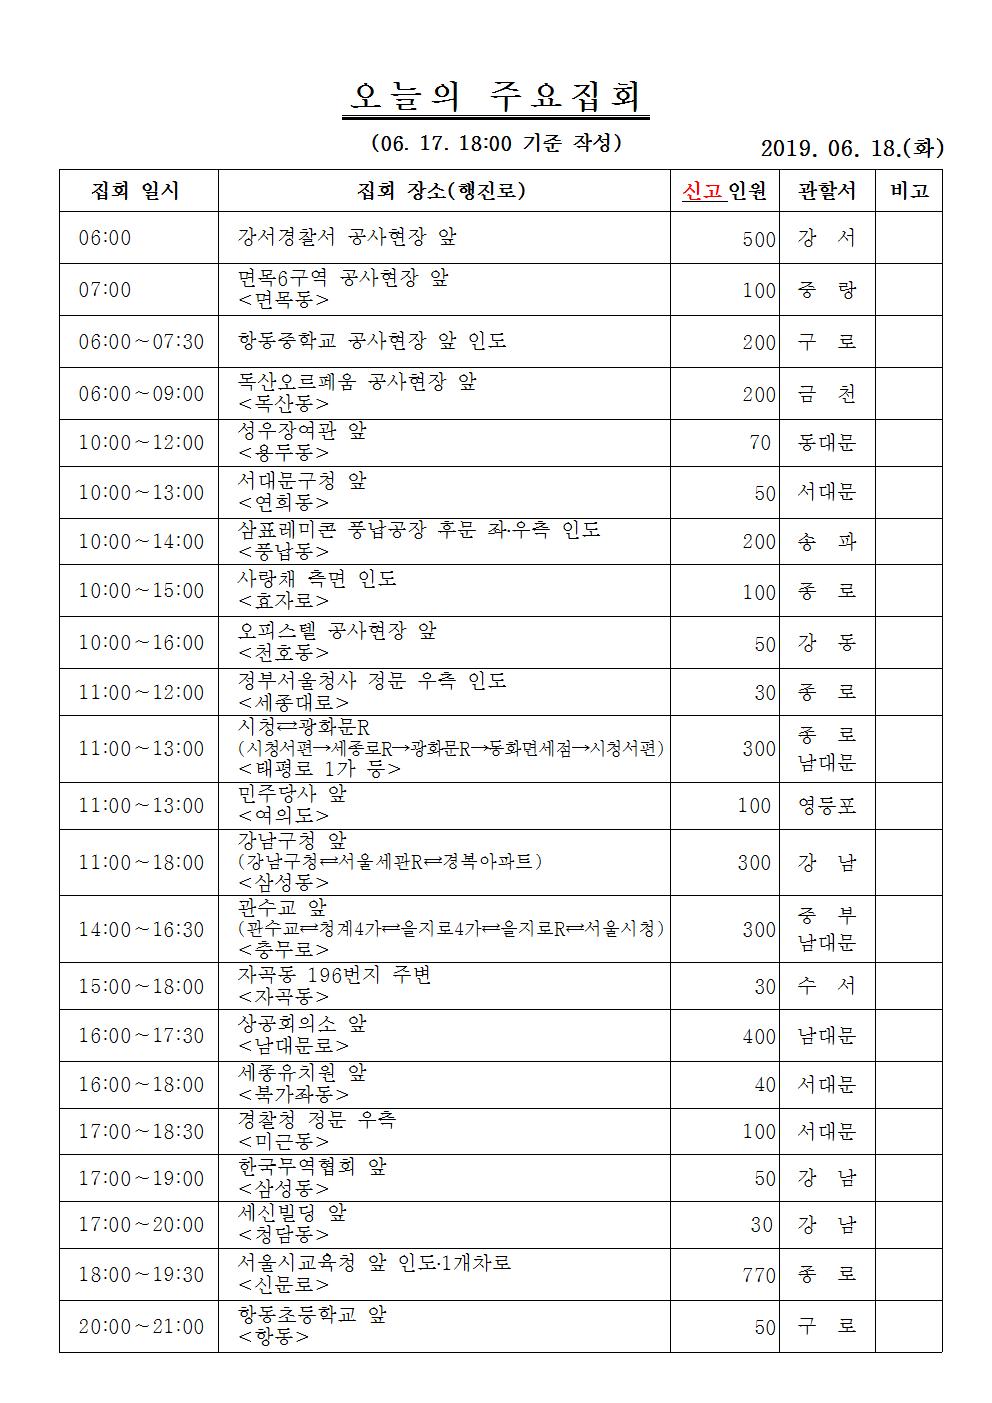 오늘의 주요집회
(06. 17. 18:00 기준 작성)
2019. 06. 18.(화)
집회 일시 집회 장소(행진로) 신고인원 관할서 비고
06:00 강서경찰서 공사현장 앞 500 강 서
07:00 면목6구역 공사현장 앞 100 중 랑
<면목동>
06:00~07:30 항동중학교 공사현장 앞 인도 200 구 로
06:00~09:00 독산오르페움 공사현장 앞 200 금 천
<독산동>
10:00~12:00 성우장여관 앞 70 동대문
<용두동>
10:00~13:00 서대문구청 앞 50 서대문
<연희동>
10:00~14:00 삼표레미콘 풍납공장 후문 좌·우측 인도 200 송 파
<풍납동>
10:00~15:00 사랑채 측면 인도 100 종 로
<효자로>
10:00~16:00 오피스텔 공사현장 앞 50 강 동
<천호동>
11:00~12:00 정부서울청사 정문 우측 인도 30 종 로
<세종대로>
11:00~13:00 시청⇄광화문R 300 종 로
(시청서편→세종로R→광화문R→동화면세점→시청서편) 남대문
<태평로 1가 등>
11:00~13:00 민주당사 앞 100 영등포
<여의도>
11:00~18:00 강남구청 앞 300 강 남
(강남구청⇄서울세관R⇄경복아파트)
<삼성동>
14:00~16:30 관수교 앞 300 중 부
(관수교⇄청계4가⇄을지로4가⇄을지로R⇄서울시청) 남대문
<충무로>
15:00~18:00 자곡동 196번지 주변 30 수 서
<자곡동>
16:00~17:30 상공회의소 앞 400 남대문
<남대문로>
16:00~18:00 세종유치원 앞 40 서대문
<북가좌동>
17:00~18:30 경찰청 정문 우측 100 서대문
<미근동>
17:00~19:00 한국무역협회 앞 50 강 남
<삼성동>
17:00~20:00 세신빌딩 앞 30 강 남
<청담동>
18:00~19:30 서울시교육청 앞 인도·1개차로 770 종 로
<신문로>
20:00~21:00 항동초등학교 앞 50 구 로
<항동>